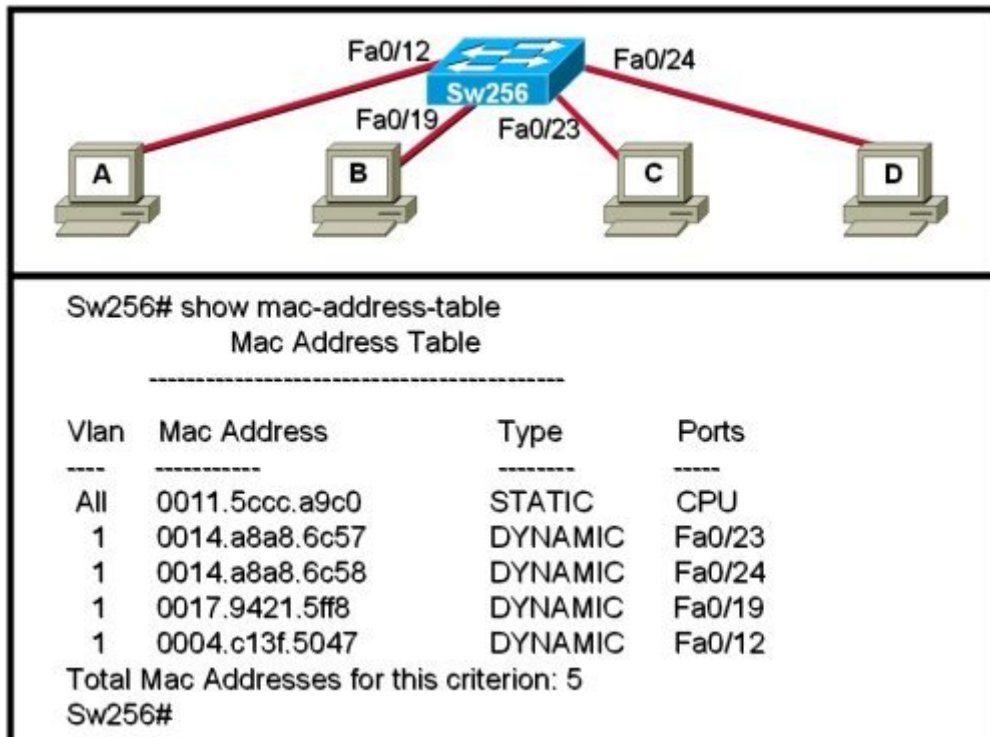 Fa0/12
Fa0/24
Sw256
Fa0/19
Fa0/23
A
B
C
D
Sw256# show mac-address-table
Mac Address Table
-------------------------------------------
Vlan Mac Address Type Ports
---- ----------- -------- -----
All 0011.5ccc.a9c0 STATIC CPU
1 0014.a8a8.6c57 DYNAMIC Fa0/23
1 0014.a8a8.6c58 DYNAMIC Fa0/24
1 0017.9421.5ff8 DYNAMIC Fa0/19
1 0004.c13f.5047 DYNAMIC Fa0/12
Total Mac Addresses for this criterion: 5
Sw256#